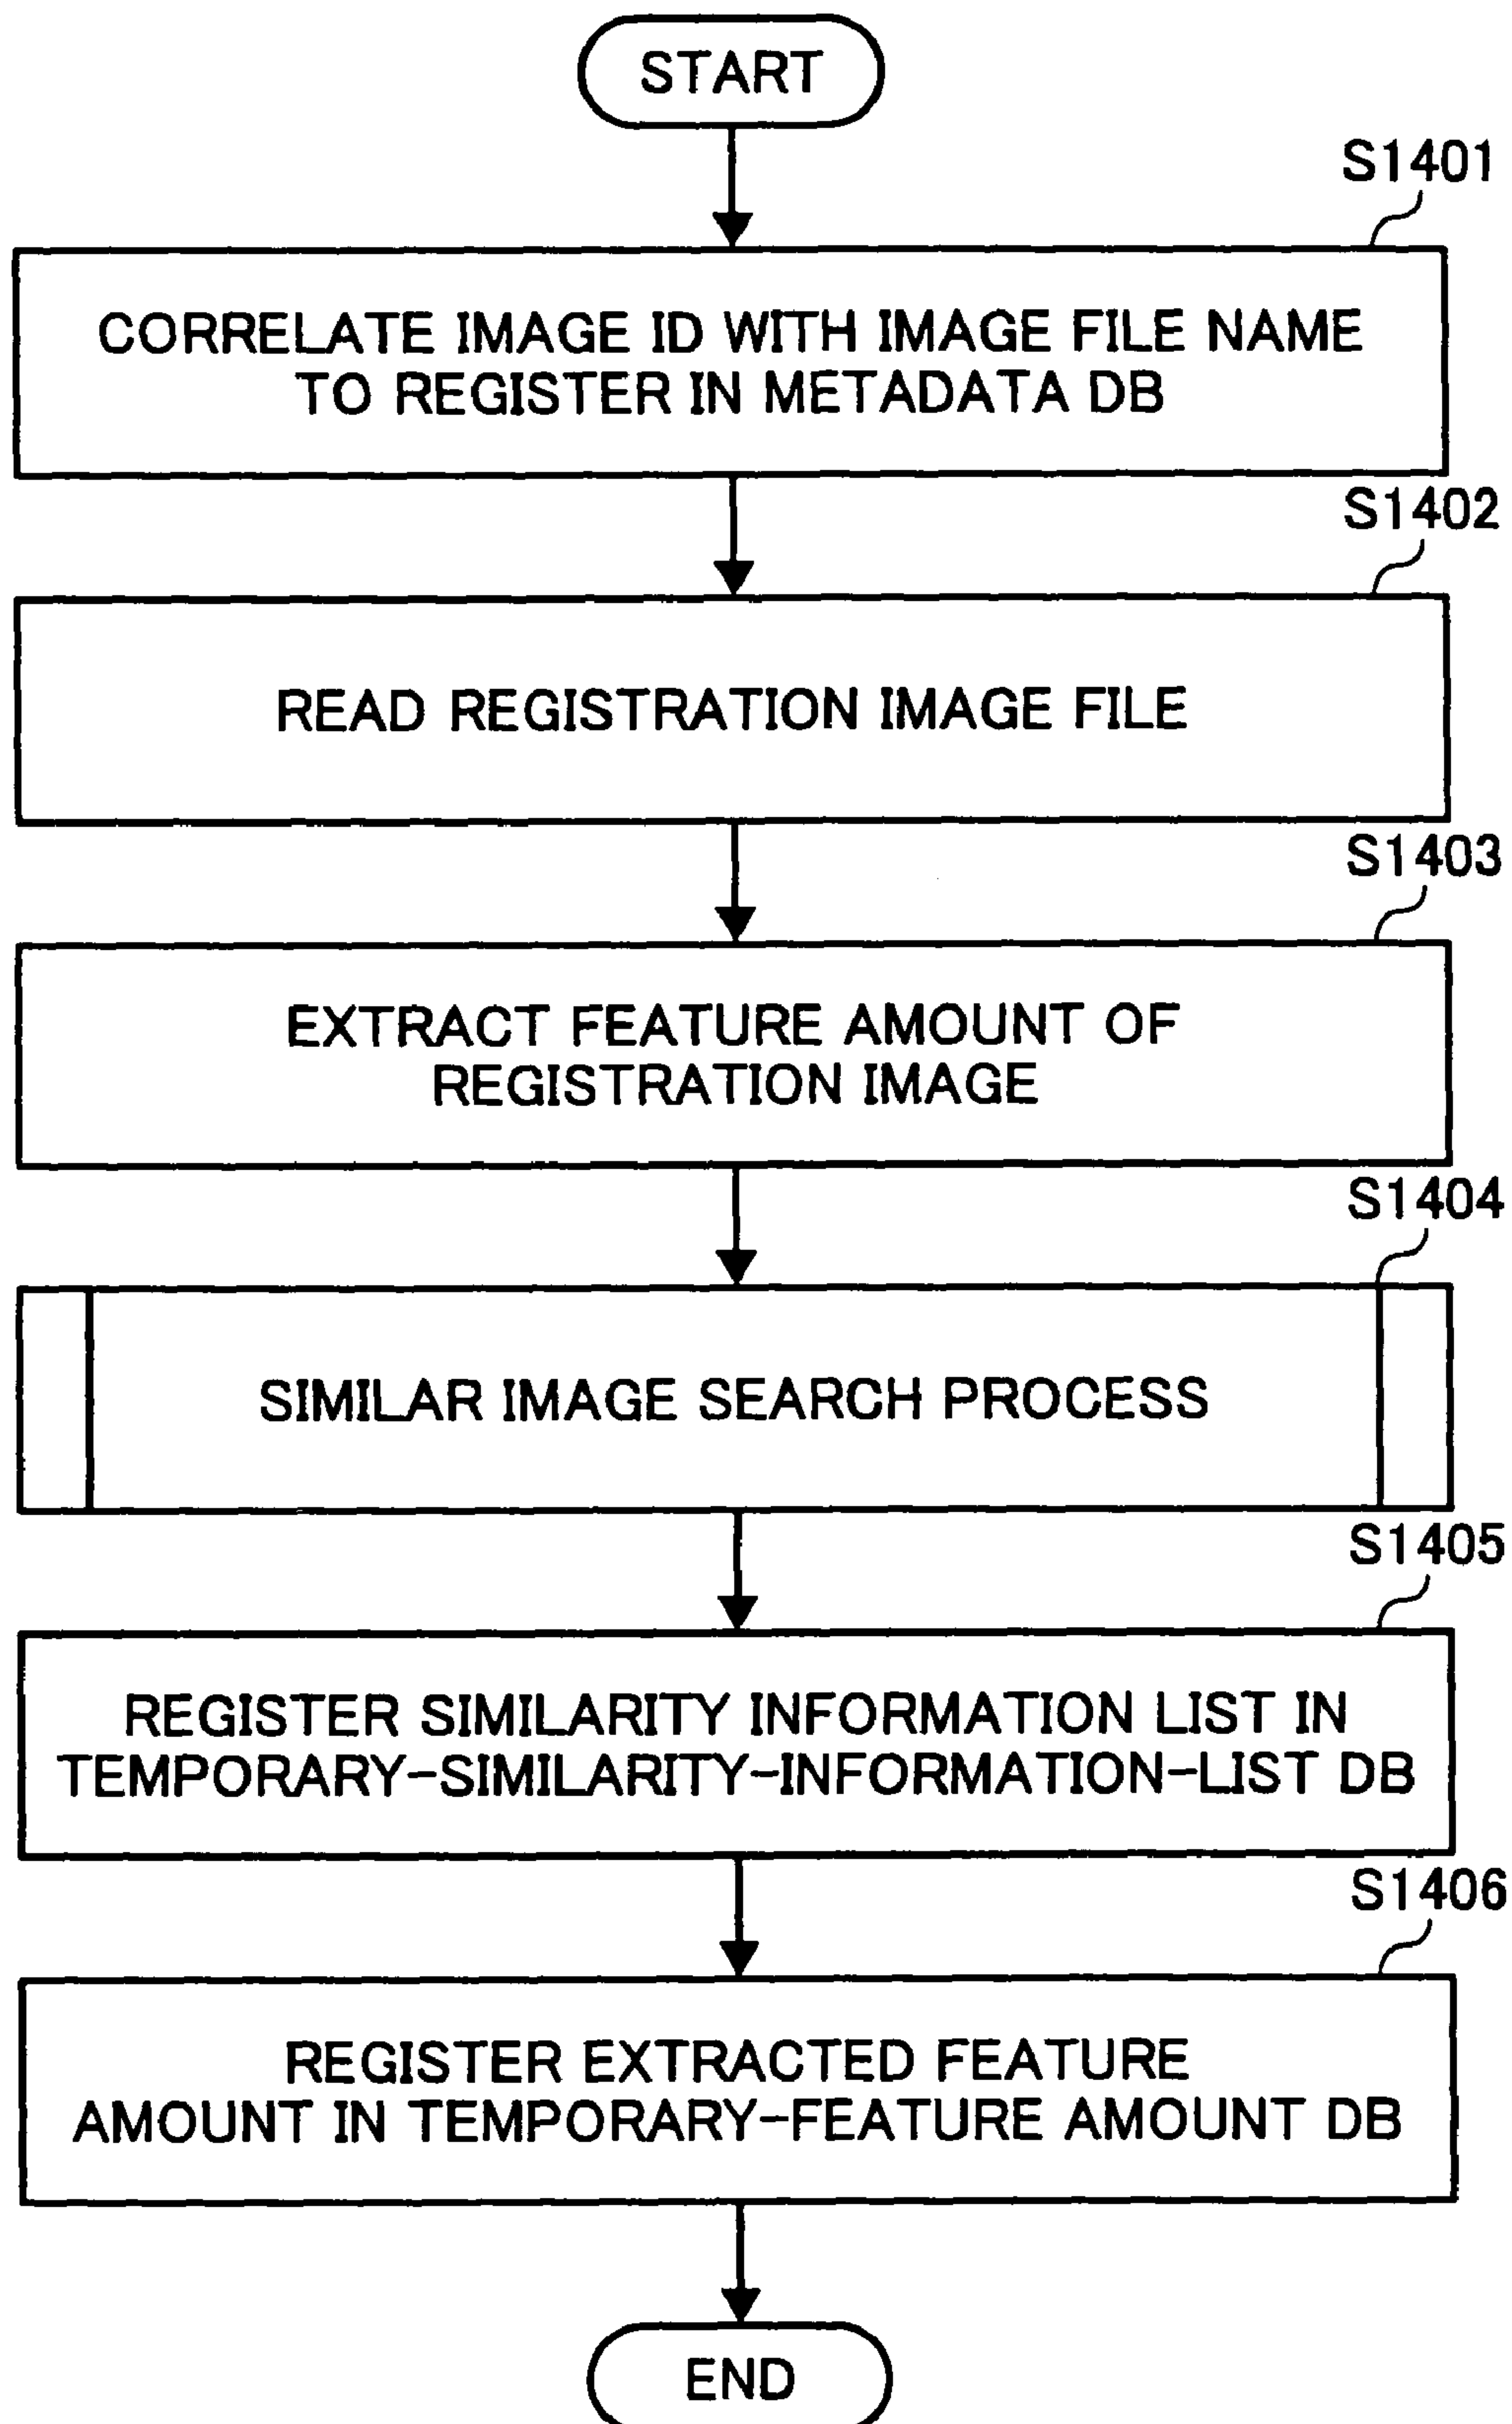 START
S1401
CORRELATE IMAGE ID WITH IMAGE FILE NAME
TO REGISTER IN METADATA DB
S1402
READ REGISTRATION IMAGE FILE
S1403
EXTRACT FEATURE AMOUNT OF
REGISTRATION IMAGE
S1404
SIMILAR IMAGE SEARCH PROCESS
S1405
REGISTER SIMILARITY INFORMATION LIST IN
TEMPORARY-SIMILARITY-INFORMATION-LIST DB
S1406
REGISTER EXTRACTED FEATURE
AMOUNT IN TEMPORARY-FEATURE AMOUNT DB
END